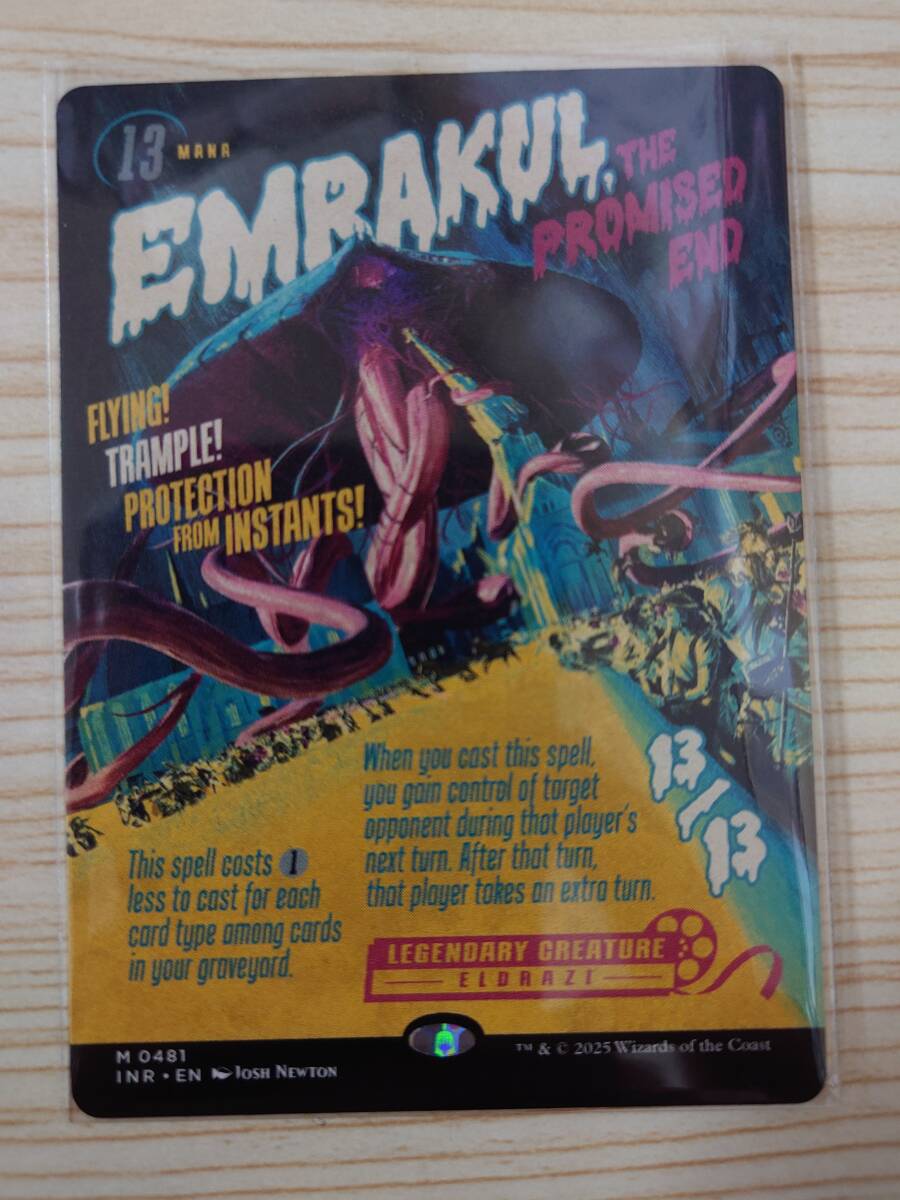 13 MANA
EMRAKUL,
THE
PROMISED
END
FLYING!
TRAMPLE!
PROTECTION
FROM INSTANTS!
When you cast this spell,
you gain control of target
opponent during that player's
next turn. After that turn,
that player takes an extra turn.
13/13
This spell costs 1
less to cast for each
card type among cards
in your graveyard.
LEGENDARY CREATURE
ELDRAZI
M 0481
INR • EN JOSH NEWTON
™ & © 2025 Wizards of the Coast